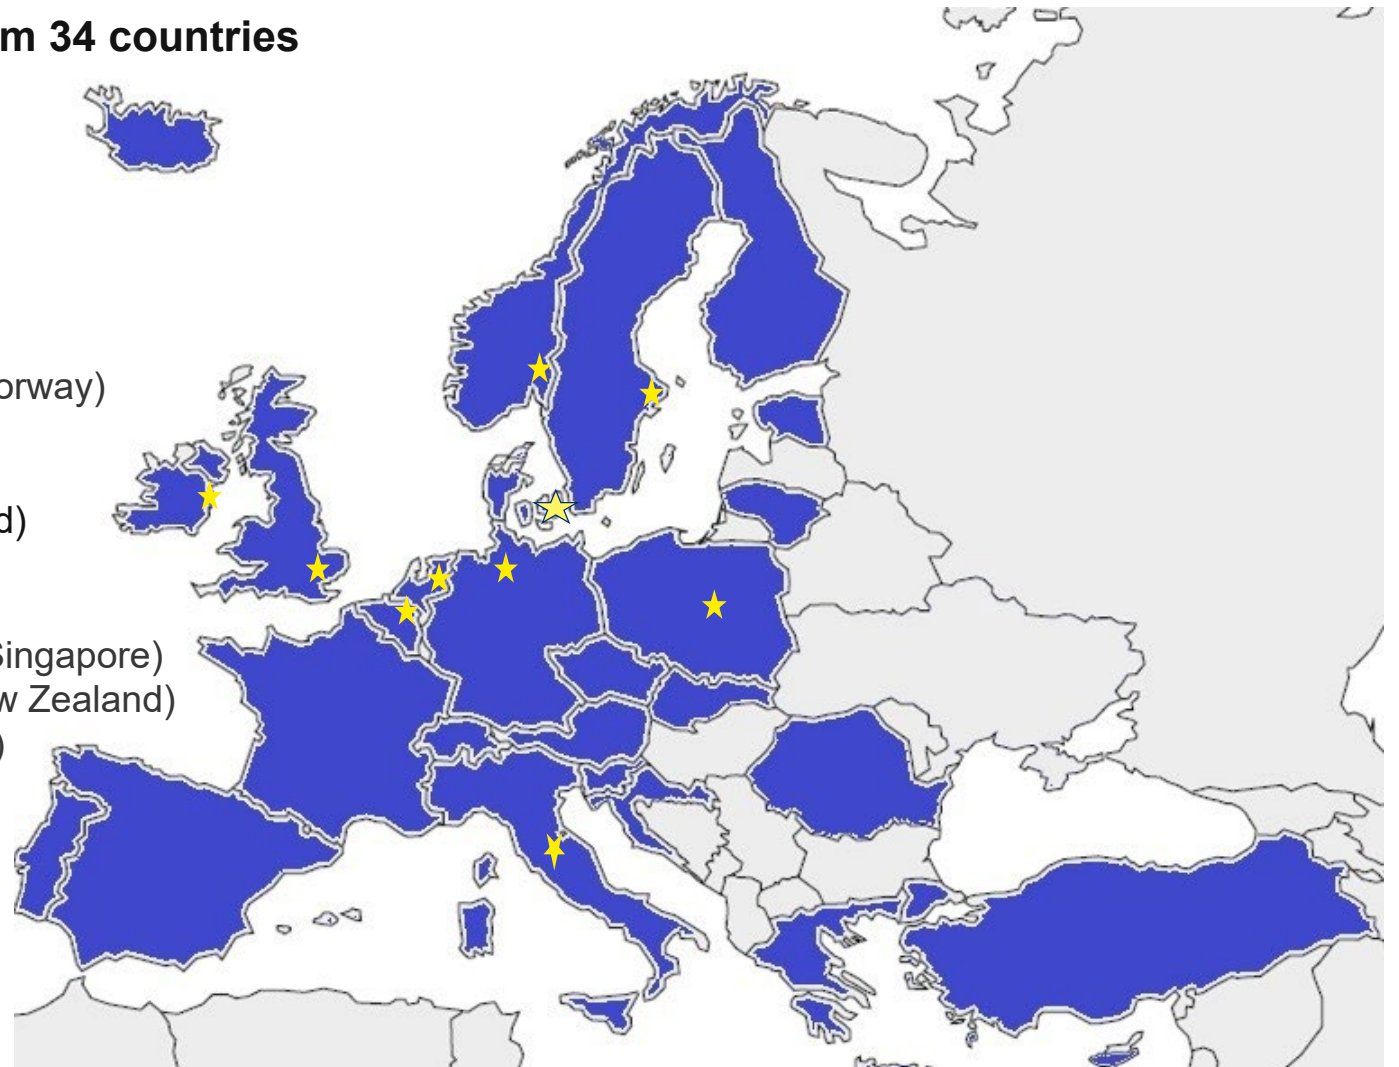 m 34 countries
orway)
d)
Singapore)
w Zealand)
)